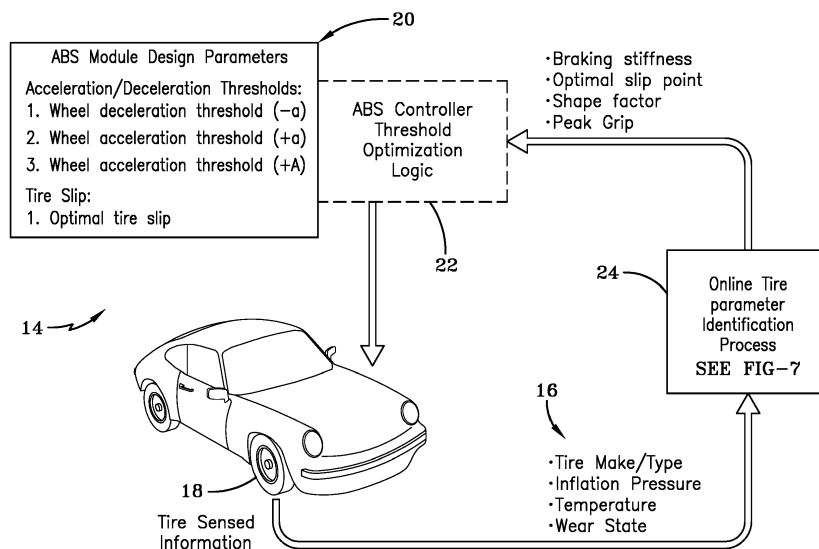 20
ABS Module Design Parameters
Acceleration/Deceleration Thresholds:
1. Wheel deceleration threshold (−a)
2. Wheel acceleration threshold (+a)
3. Wheel acceleration threshold (+A)
Tire Slip:
1. Optimal tire slip
ABS Controller
Threshold
Optimization
Logic
22
·Braking stiffness
·Optimal slip point
·Shape factor
·Peak Grip
24
Online Tire
parameter
Identification
Process
SEE FIG−7
14
16
·Tire Make/Type
·Inflation Pressure
·Temperature
·Wear State
18
Tire Sensed
Information